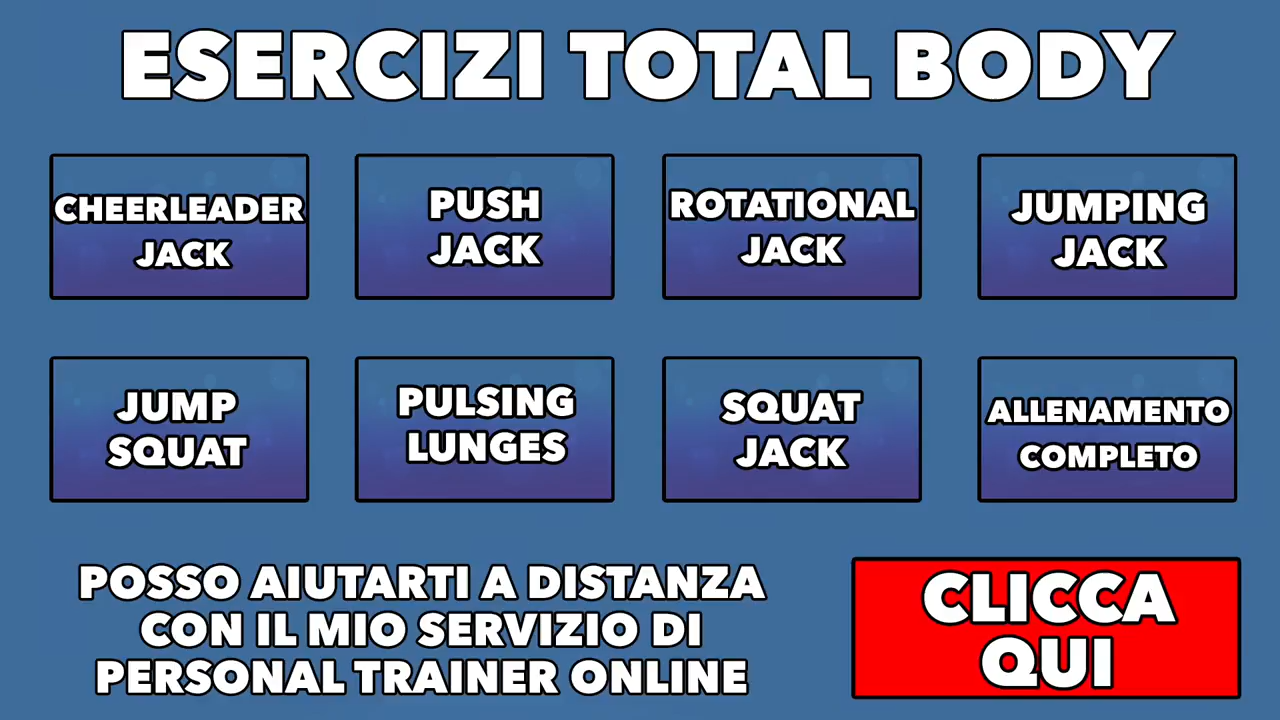 ESERCIZI TOTAL BODY
CHEERLEADER
JACK
PUSH
JACK
ROTATIONAL
JACK
JUMPING
JACK
JUMP
SQUAT
PULSING
LUNGES
SQUAT
JACK
ALLENAMENTO
COMPLETO
POSSO AIUTARTI A DISTANZA
CON IL MIO SERVIZIO DI
PERSONAL TRAINER ONLINE
CLICCA
QUI